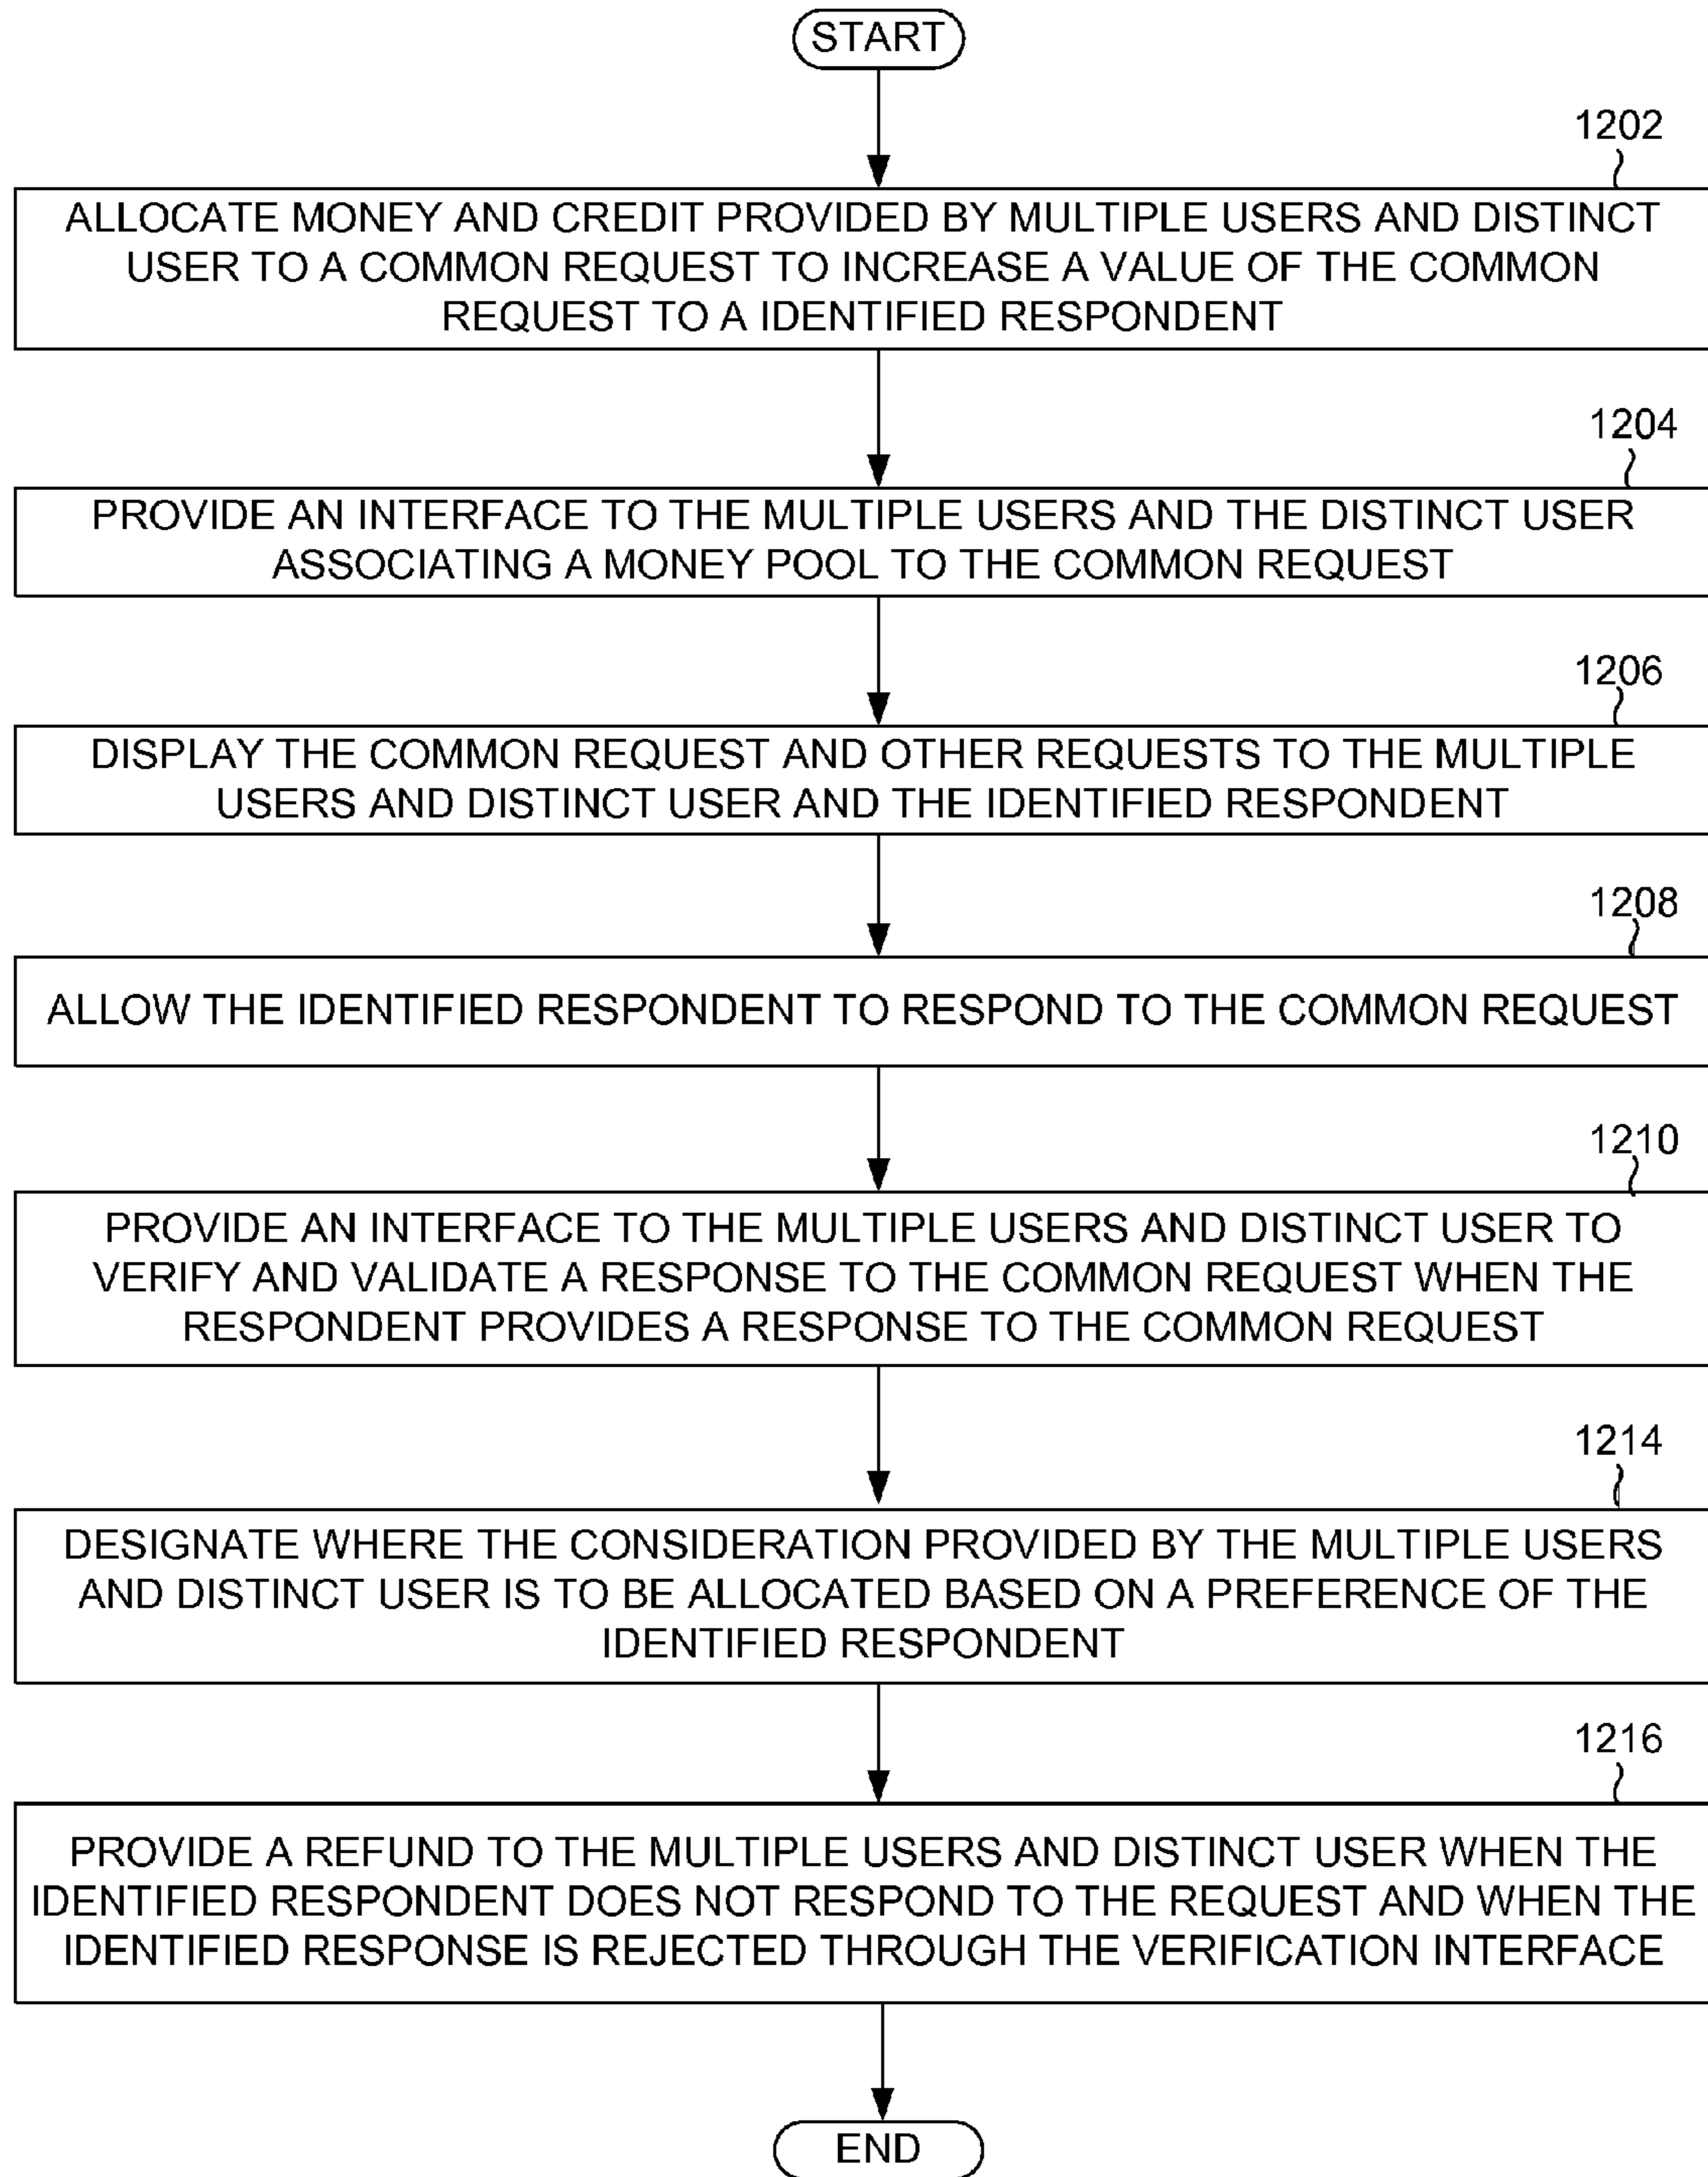 START
1202
ALLOCATE MONEY AND CREDIT PROVIDED BY MULTIPLE USERS AND DISTINCT
USER TO A COMMON REQUEST TO INCREASE A VALUE OF THE COMMON
REQUEST TO A IDENTIFIED RESPONDENT
1204
PROVIDE AN INTERFACE TO THE MULTIPLE USERS AND THE DISTINCT USER
ASSOCIATING A MONEY POOL TO THE COMMON REQUEST
1206
DISPLAY THE COMMON REQUEST AND OTHER REQUESTS TO THE MULTIPLE
USERS AND DISTINCT USER AND THE IDENTIFIED RESPONDENT
1208
ALLOW THE IDENTIFIED RESPONDENT TO RESPOND TO THE COMMON REQUEST
1210
PROVIDE AN INTERFACE TO THE MULTIPLE USERS AND DISTINCT USER TO
VERIFY AND VALIDATE A RESPONSE TO THE COMMON REQUEST WHEN THE
RESPONDENT PROVIDES A RESPONSE TO THE COMMON REQUEST
1214
DESIGNATE WHERE THE CONSIDERATION PROVIDED BY THE MULTIPLE USERS
AND DISTINCT USER IS TO BE ALLOCATED BASED ON A PREFERENCE OF THE
IDENTIFIED RESPONDENT
1216
PROVIDE A REFUND TO THE MULTIPLE USERS AND DISTINCT USER WHEN THE
IDENTIFIED RESPONDENT DOES NOT RESPOND TO THE REQUEST AND WHEN THE
IDENTIFIED RESPONSE IS REJECTED THROUGH THE VERIFICATION INTERFACE
END